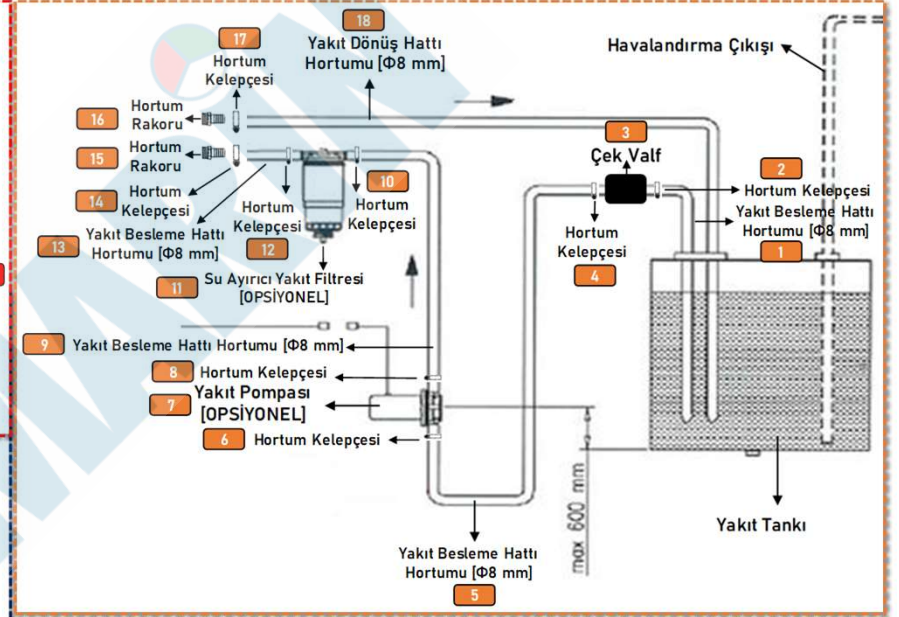 17
Hortum
Kelepçesi
18
Yakıt Dönüş Hattı
Hortumu [Φ8 mm]
Havalandırma Çıkışı
16
Hortum
Rakoru
15
Hortum
Rakoru
14
Hortum
Kelepçesi
13
Yakıt Besleme Hattı
Hortumu [Φ8 mm]
Hortum
Kelepçesi
12
10
Hortum
Kelepçesi
11
Su Ayırıcı Yakıt Filtresi
[OPSİYONEL]
3
Çek Valf
2
Hortum Kelepçesi
Yakıt Besleme Hattı
Hortumu [Φ8 mm]
1
Hortum
Kelepçesi
4
9
Yakıt Besleme Hattı Hortumu [Φ8 mm]
8
Hortum Kelepçesi
7
Yakıt Pompası
[OPSİYONEL]
6
Hortum Kelepçesi
max 600 mm
Yakıt Tankı
Yakıt Besleme Hattı
Hortumu [Φ8 mm]
5
MARİN